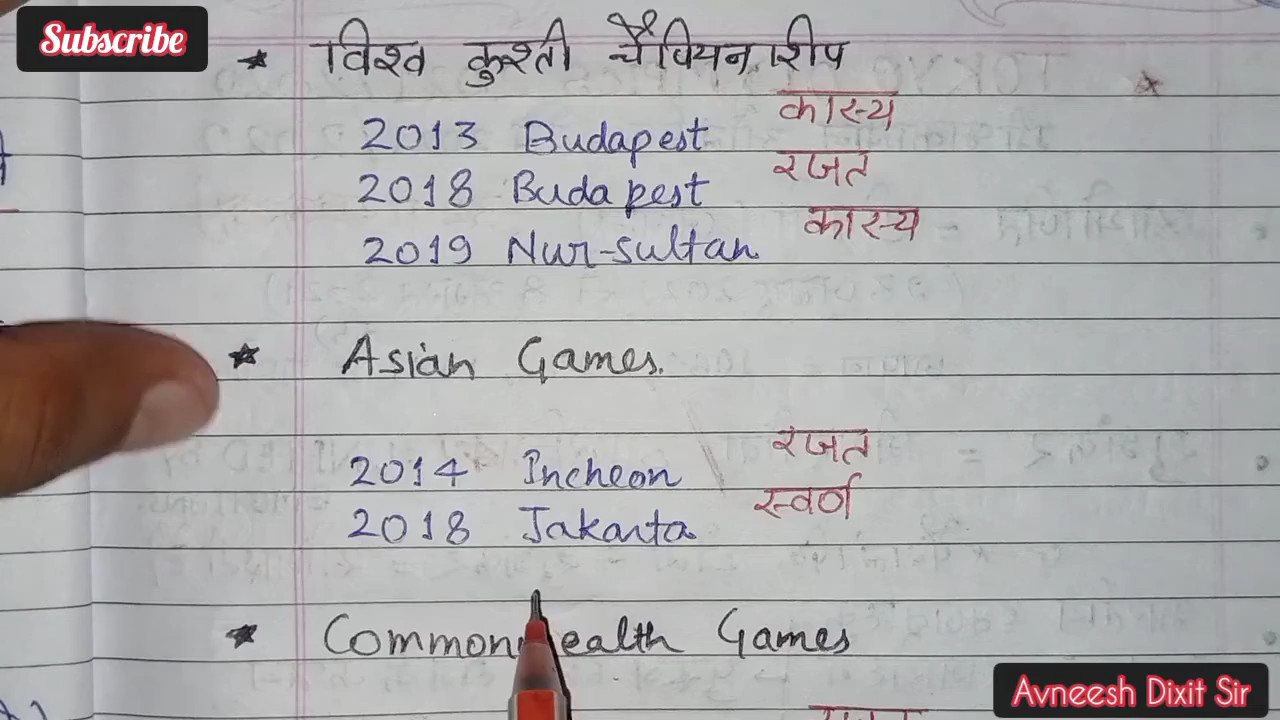 Subscribe
* विश्व कुश्ती चैंपियनशिप
2013 Budapest कास्य
2018 Budapest रजत
2019 Nur-sultan कास्य
* Asian Games.
2014 Incheon रजत
2018 Jakarta स्वर्ण
* Commonwealth Games
Avneesh Dixit Sir